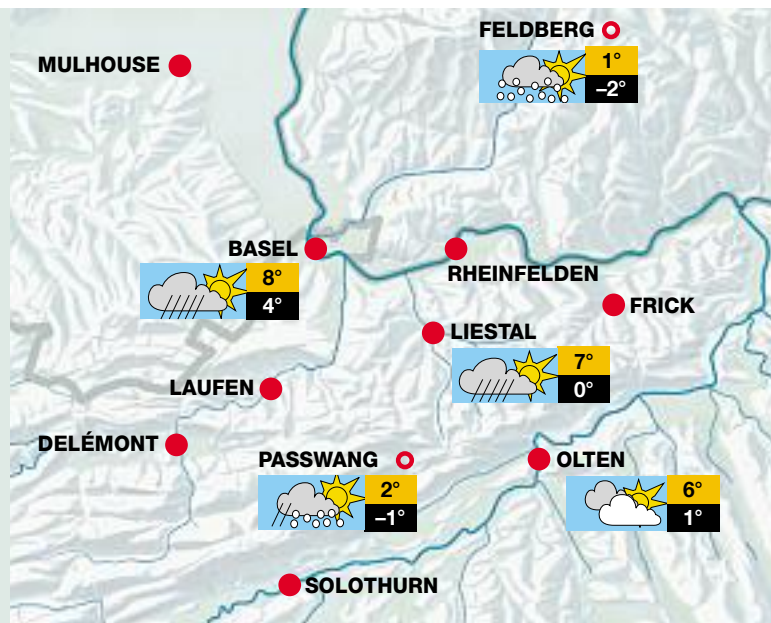 FELDBERG
1°
–2°
MULHOUSE
BASEL
8°
4°
RHEINFELDEN
FRICK
LIESTAL
7°
0°
LAUFEN
DELÉMONT
PASSWANG
2°
–1°
OLTEN
6°
1°
SOLOTHURN